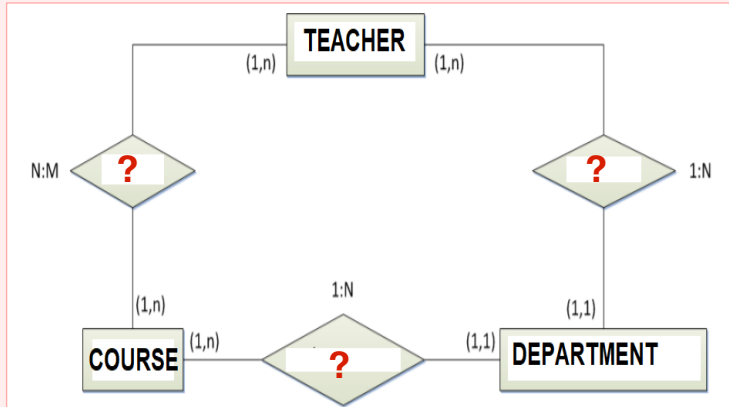 TEACHER
(1,n) (1,n)
N:M ? ? 1:N
(1,n) (1,1)
1:N
COURSE (1,n) ? (1,1) DEPARTMENT